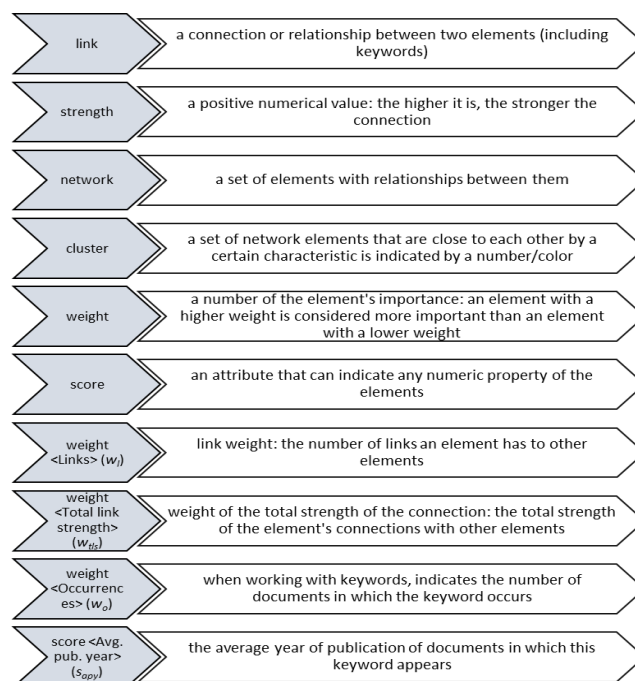 link
a connection or relationship between two elements (including
keywords)
strength
a positive numerical value: the higher it is, the stronger the
connection
network
a set of elements with relationships between them
cluster
a set of network elements that are close to each other by a
certain characteristic is indicated by a number/color
weight
a number of the element's importance: an element with a
higher weight is considered more important than an element
with a lower weight
score
an attribute that can indicate any numeric property of the
elements
weight
<Links> (wl)
link weight: the number of links an element has to other
elements
weight
<Total link
strength>
(wtls)
weight of the total strength of the connection: the total strength
of the element's connections with other elements
weight
<Occurrenc
es> (wo)
when working with keywords, indicates the number of
documents in which the keyword occurs
score <Avg.
pub. year>
(sapy)
the average year of publication of documents in which this
keyword appears